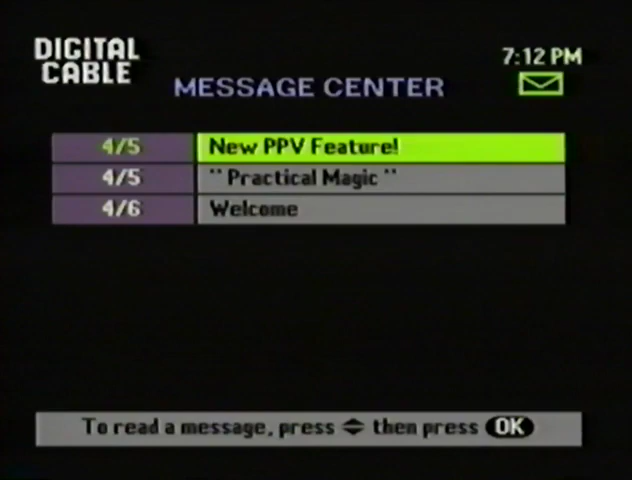 DIGITAL
CABLE
7:12 PM
MESSAGE CENTER
4/5 New PPV Feature!
4/5 " Practical Magic "
4/6 Welcome
To read a message, press then press OK